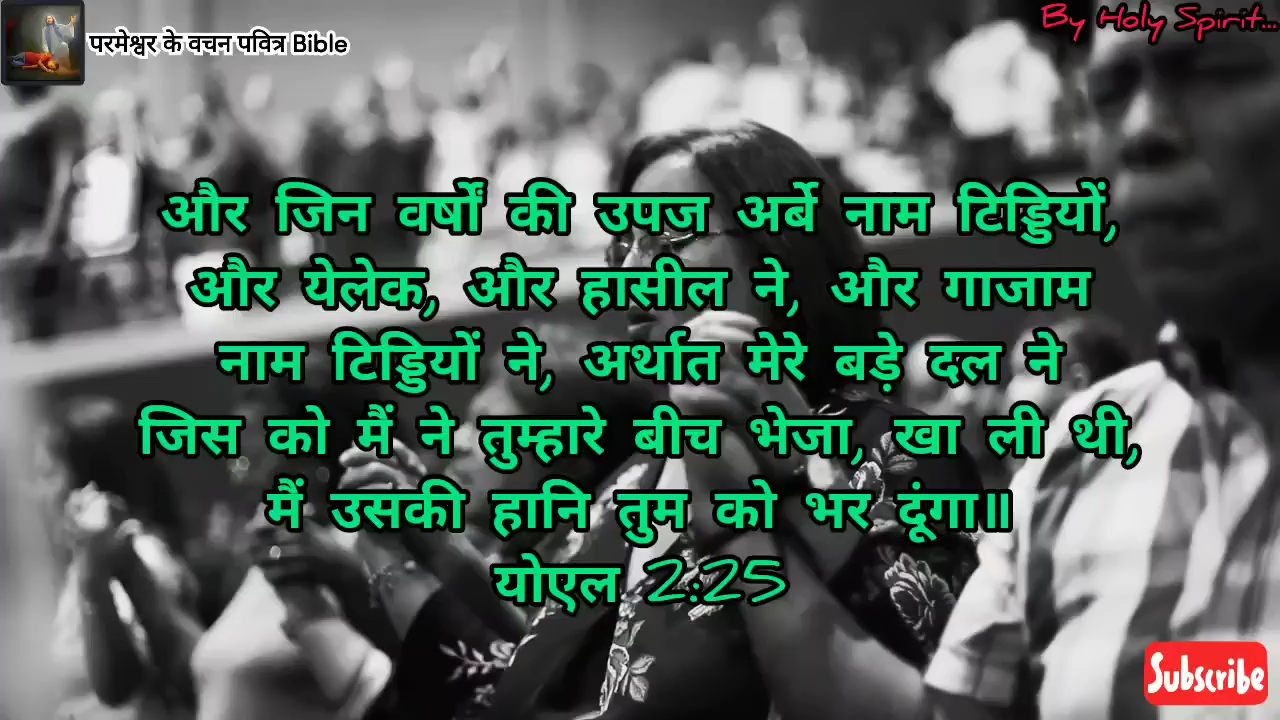 परमेश्वर के वचन पवित्र Bible
By Holy Spirit...
और जिन वर्षों की उपज अर्बे नाम टिड्डियों,
और येलेक, और हासील ने, और गाजाम
नाम टिड्डियों ने, अर्थात मेरे बड़े दल ने
जिस को मैं ने तुम्हारे बीच भेजा, खा ली थी,
मैं उसकी हानि तुम को भर दूंगा॥
योएल 2:25
Subscribe